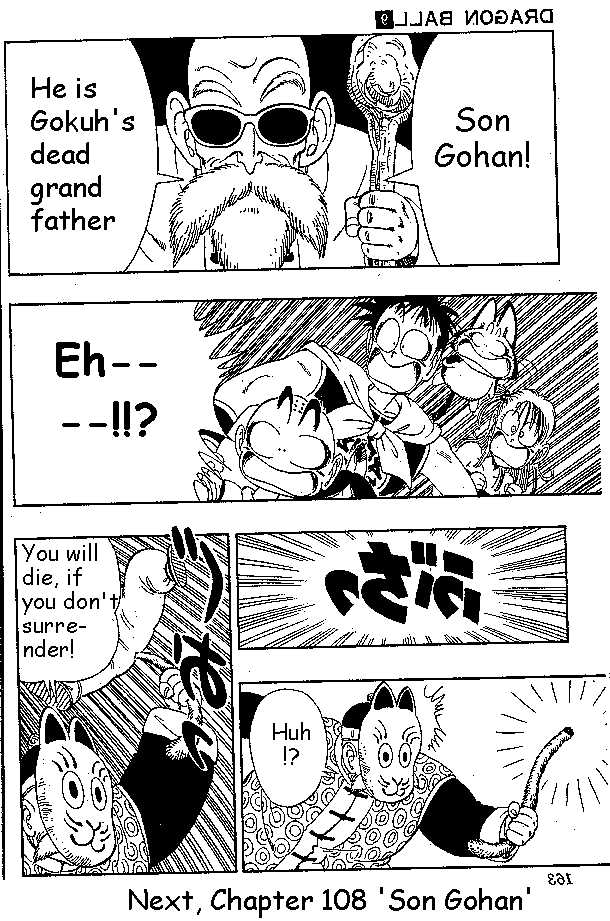 DRAGON BALL 9
He is
Gokuh's
dead
grand
father
Son
Gohan!
Eh--
--!!?
You will
die, if
you don't
surre-
nder!
Huh
!?
163
Next, Chapter 108 'Son Gohan'